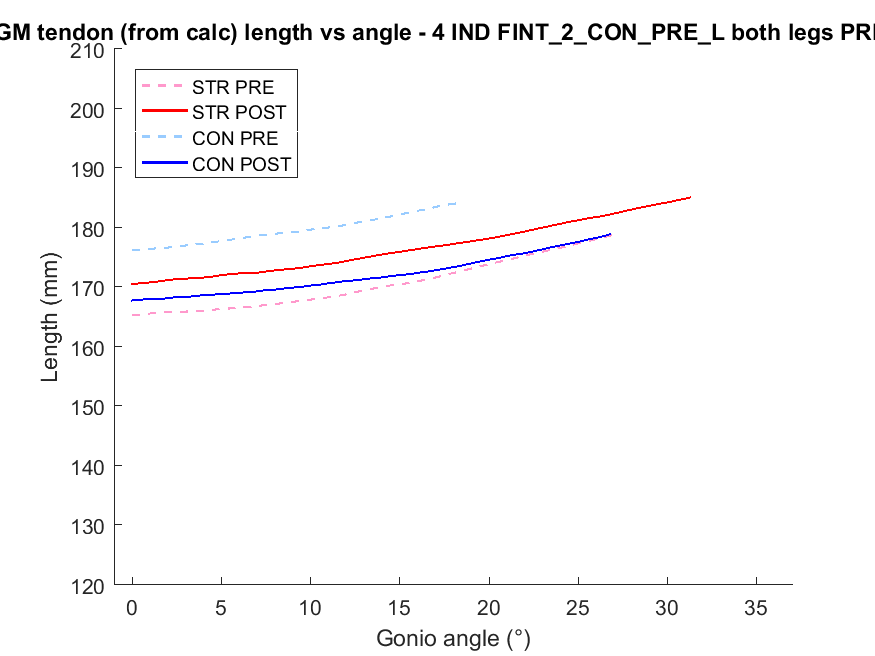 GM tendon (from calc) length vs angle - 4 IND FINT_2_CON_PRE_L both legs PRE
210
200
190
180
170
160
150
140
130
120
STR PRE
STR POST
CON PRE
CON POST
Length (mm)
0 5 10 15 20 25 30 35
Gonio angle (°)